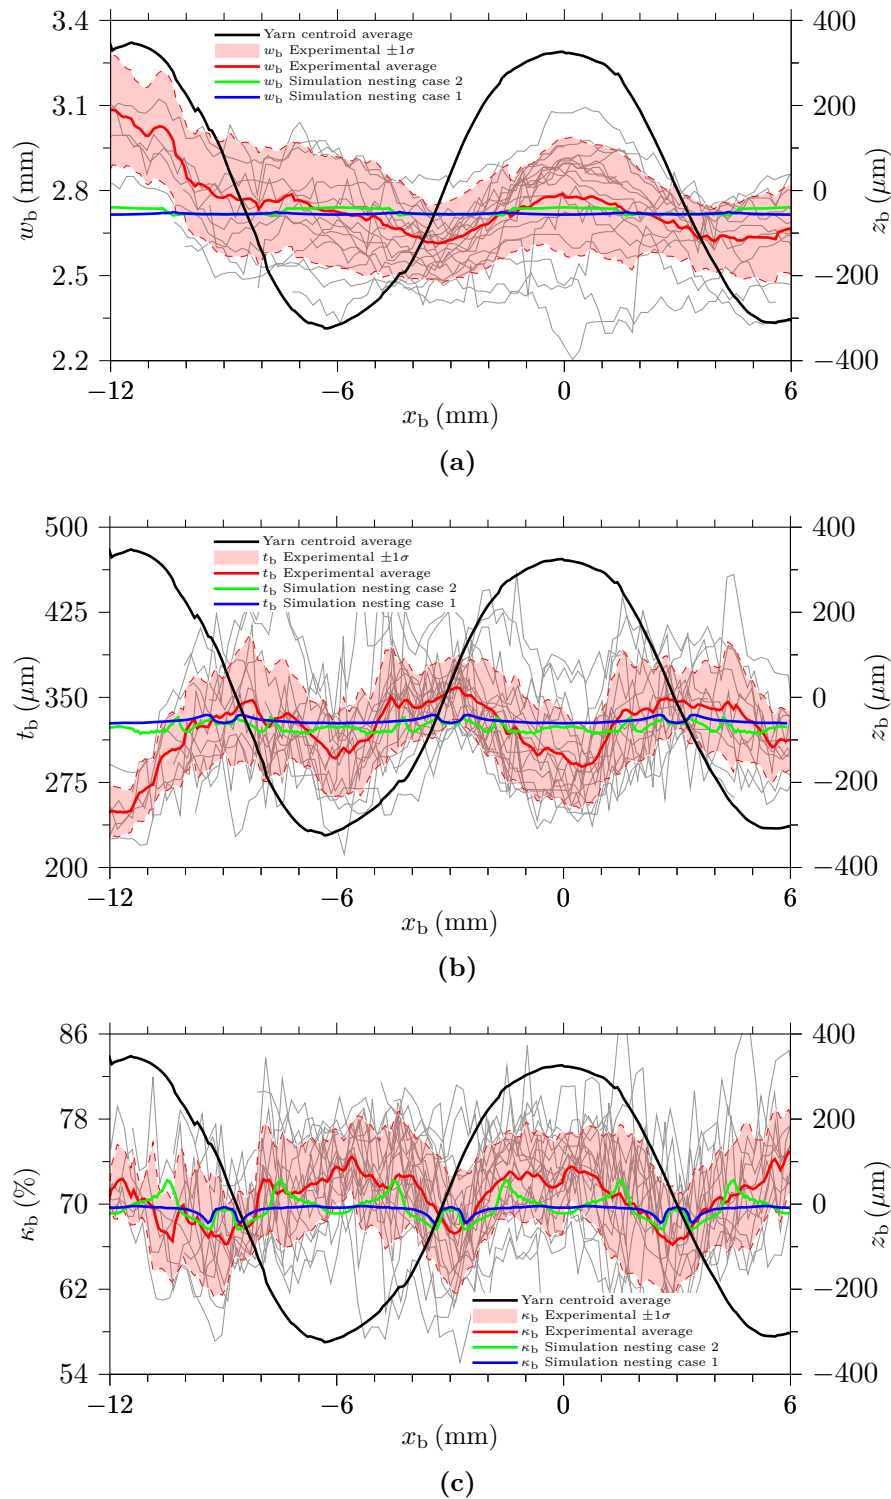 3.4
3.1
2.8
2.5
2.2
w_b (mm)
400
200
0
−200
−400
z_b (μm)
Yarn centroid average
w_b Experimental ±1σ
w_b Experimental average
w_b Simulation nesting case 2
w_b Simulation nesting case 1
−12 −6 0 6
x_b (mm)
(a)
500
425
350
275
200
t_b (μm)
400
200
0
−200
−400
z_b (μm)
Yarn centroid average
t_b Experimental ±1σ
t_b Experimental average
t_b Simulation nesting case 2
t_b Simulation nesting case 1
−12 −6 0 6
x_b (mm)
(b)
86
78
70
62
54
κ_b (%)
400
200
0
−200
−400
z_b (μm)
Yarn centroid average
κ_b Experimental ±1σ
κ_b Experimental average
κ_b Simulation nesting case 2
κ_b Simulation nesting case 1
−12 −6 0 6
x_b (mm)
(c)